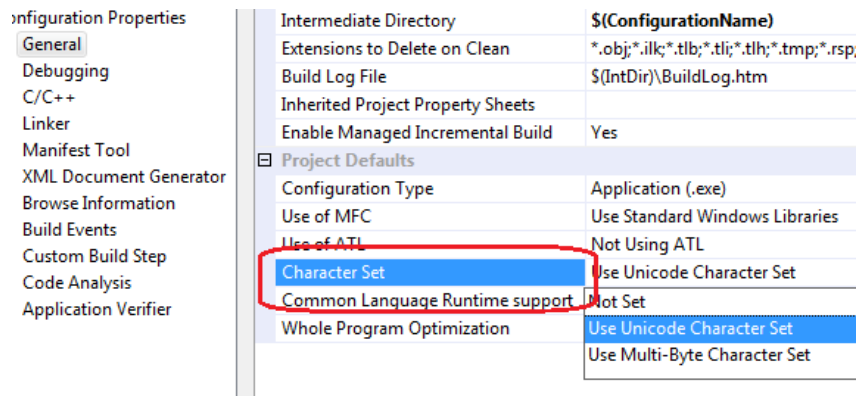 onfiguration Properties
General
Debugging
C/C++
Linker
Manifest Tool
XML Document Generator
Browse Information
Build Events
Custom Build Step
Code Analysis
Application Verifier
Intermediate Directory $(ConfigurationName)
Extensions to Delete on Clean *.obj;*.ilk;*.tlb;*.tli;*.tlh;*.tmp;*.rsp;
Build Log File $(IntDir)\BuildLog.htm
Inherited Project Property Sheets
Enable Managed Incremental Build Yes
Project Defaults
Configuration Type Application (.exe)
Use of MFC Use Standard Windows Libraries
Use of ATL Not Using ATL
Character Set Use Unicode Character Set
Common Language Runtime support Not Set
Whole Program Optimization Use Unicode Character Set
Use Multi-Byte Character Set